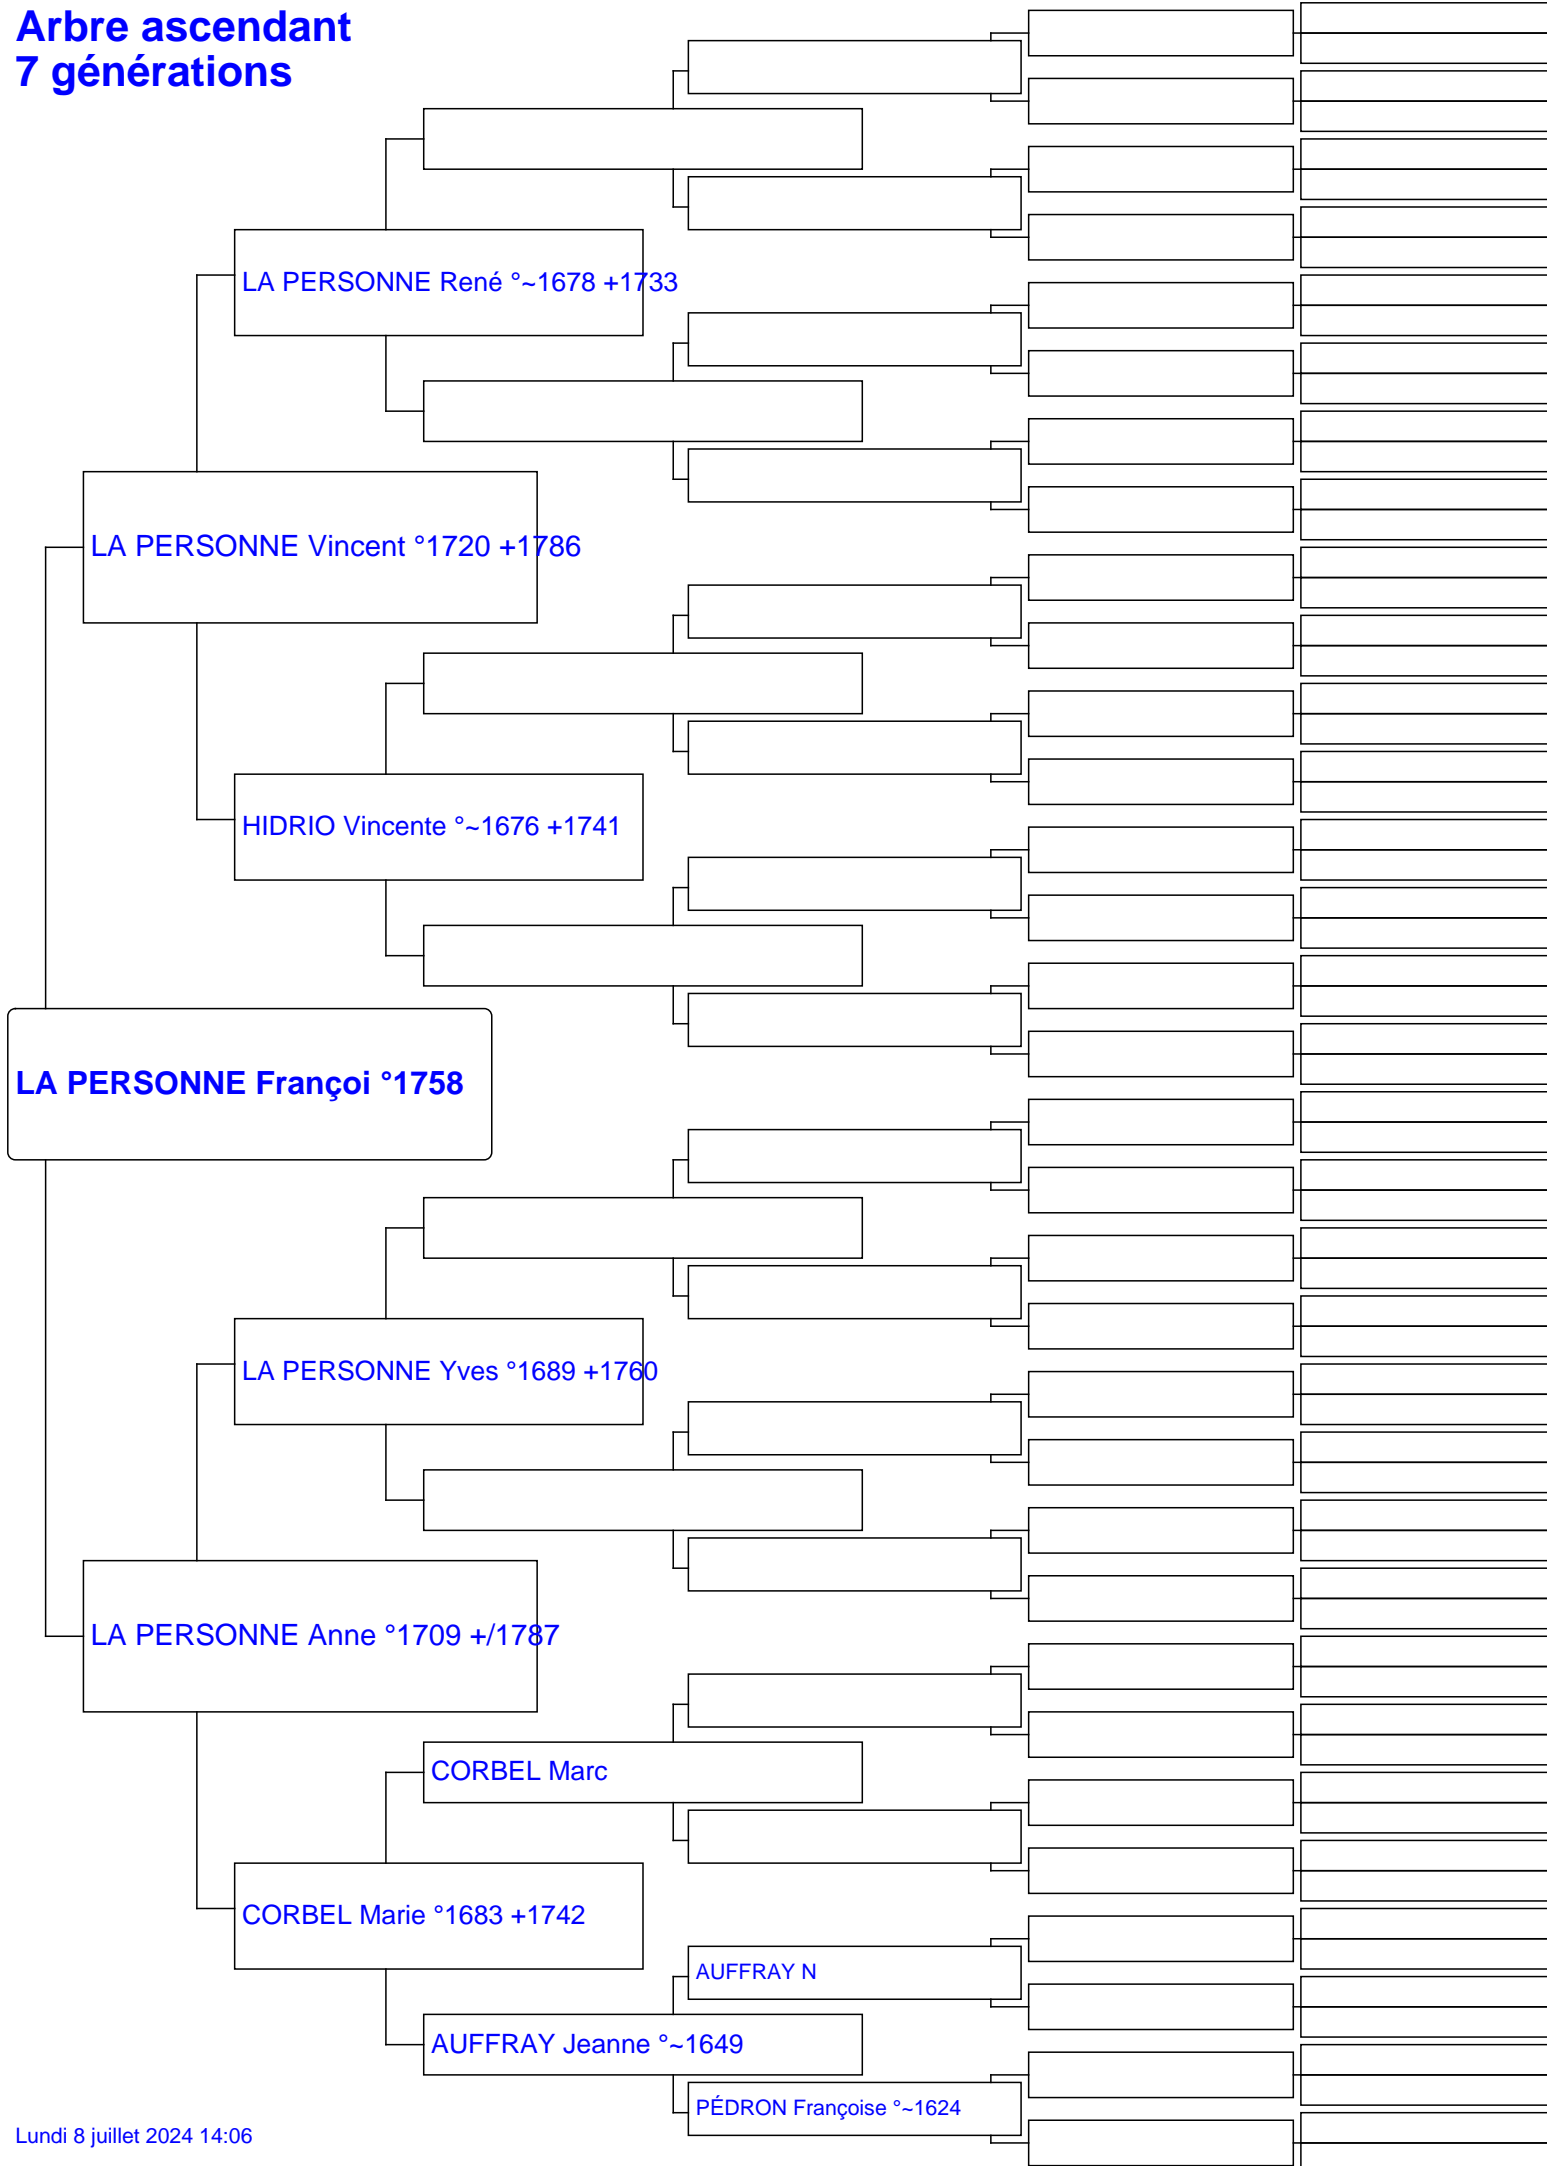 Arbre ascendant
7 générations
LA PERSONNE René °~1678 +1733
LA PERSONNE Vincent °1720 +1786
HIDRIO Vincente °~1676 +1741
LA PERSONNE Françoi °1758
LA PERSONNE Yves °1689 +1760
LA PERSONNE Anne °1709 +/1787
CORBEL Marc
CORBEL Marie °1683 +1742
AUFFRAY N
AUFFRAY Jeanne °~1649
PÉDRON Françoise °~1624
Lundi 8 juillet 2024 14:06